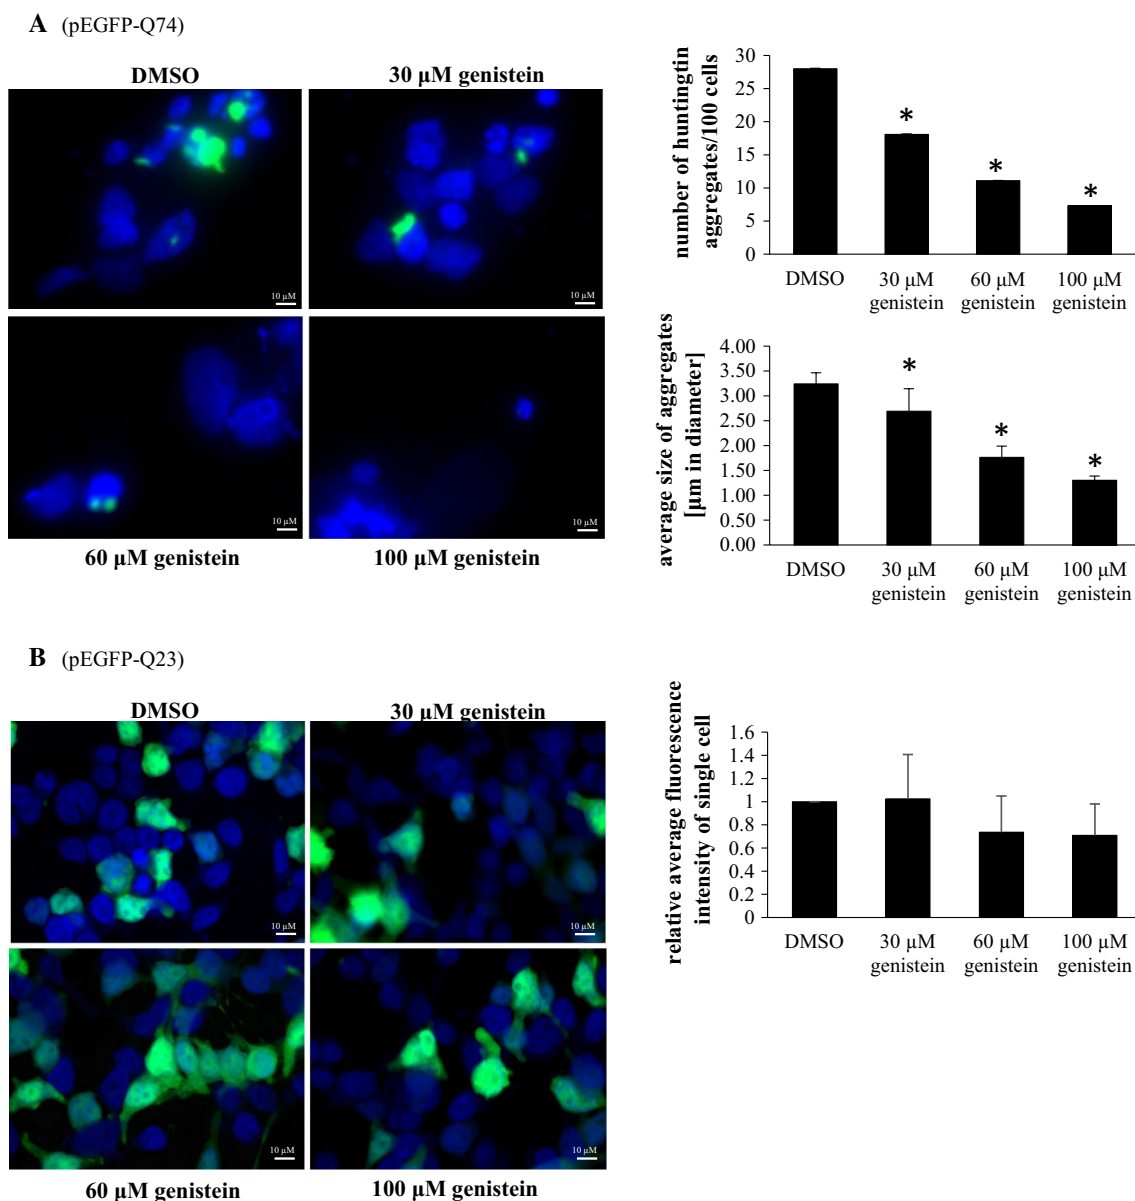 A (pEGFP-Q74)
DMSO
30 µM genistein
10 µM
10 µM
10 µM
10 µM
60 µM genistein
100 µM genistein
number of huntingtin
aggregates/100 cells
30
25
20
15
10
5
0
*
*
*
DMSO
30 µM
genistein
60 µM
genistein
100 µM
genistein
average size of aggregates
[µm in diameter]
4.00
3.50
3.00
2.50
2.00
1.50
1.00
0.50
0.00
*
*
*
DMSO
30 µM
genistein
60 µM
genistein
100 µM
genistein
B (pEGFP-Q23)
DMSO
30 µM genistein
10 µM
10 µM
10 µM
10 µM
60 µM genistein
100 µM genistein
relative average fluorescence
intensity of single cell
1.6
1.4
1.2
1
0.8
0.6
0.4
0.2
0
DMSO
30 µM
genistein
60 µM
genistein
100 µM
genistein